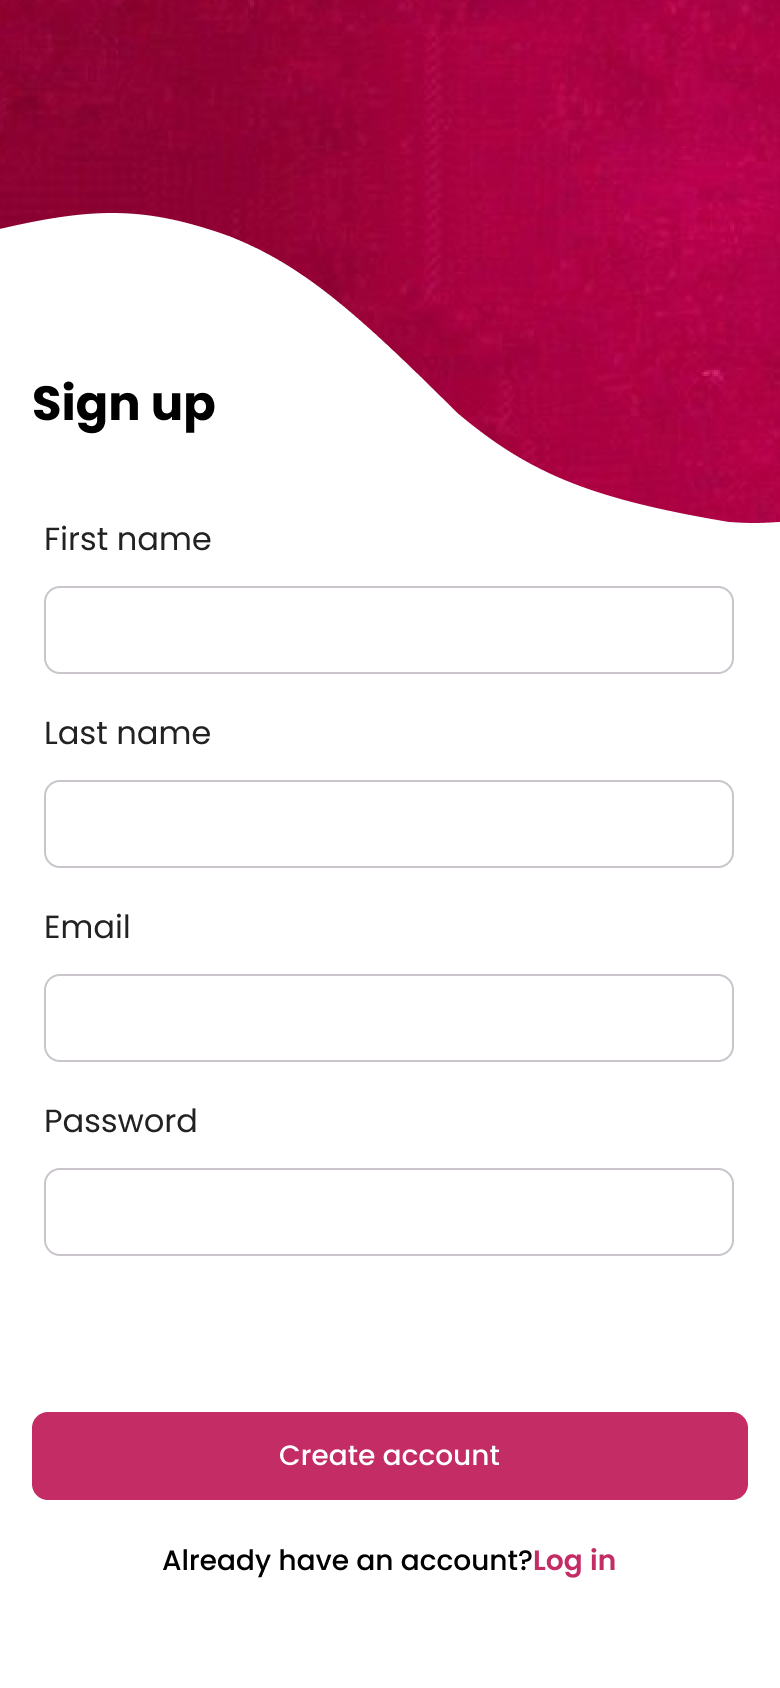 Sign up
First name
Last name
Email
Password
Create account
Already have an account?Log in